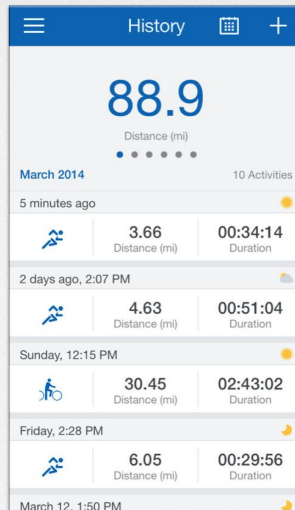 History
88.9
Distance (mi)
March 2014 10 Activities
5 minutes ago
3.66 00:34:14
Distance (mi) Duration
2 days ago, 2:07 PM
4.63 00:51:04
Distance (mi) Duration
Sunday, 12:15 PM
30.45 02:43:02
Distance (mi) Duration
Friday, 2:28 PM
6.05 00:29:56
Distance (mi) Duration
March 12, 1:50 PM